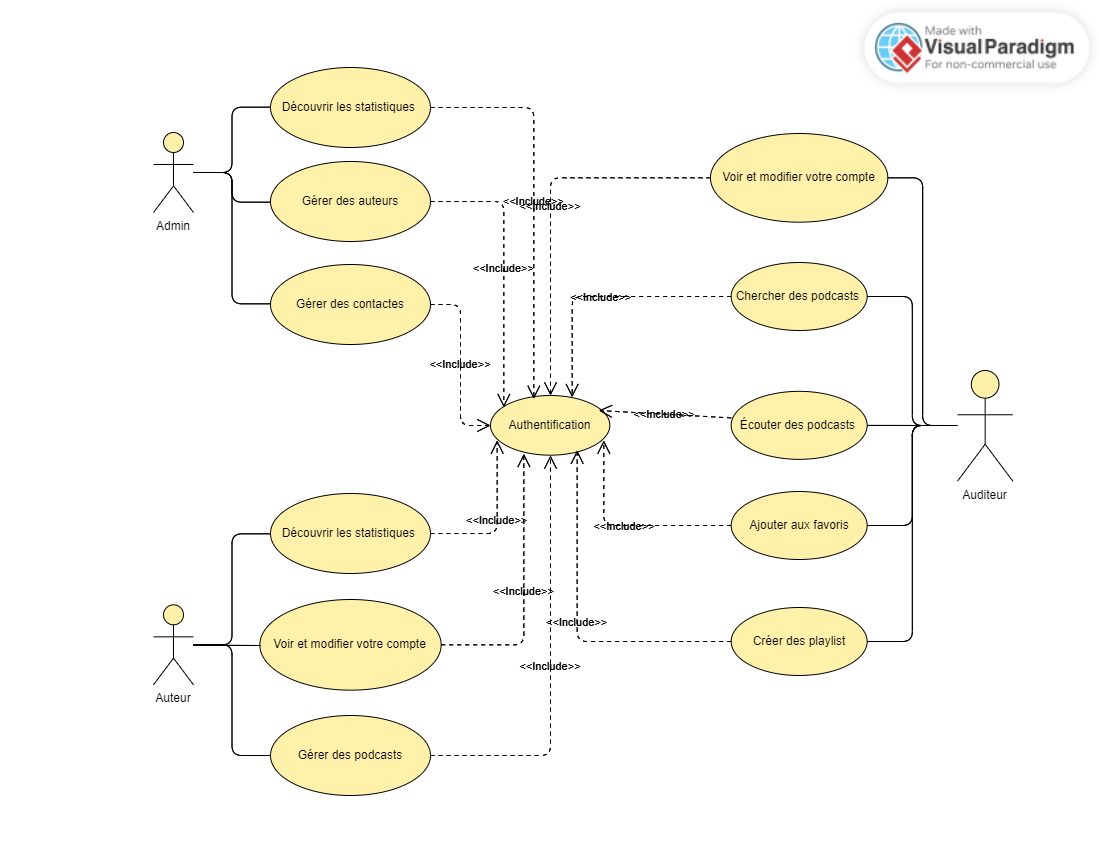 Made with
Visual Paradigm
For non-commercial use
Découvrir les statistiques
Admin
Gérer des auteurs
Gérer des contactes
Voir et modifier votre compte
<<Include>>
<<Include>>
<<Include>>
<<Include>>
Chercher des podcasts
<<Include>>
Authentification
<<Include>>
Écouter des podcasts
Auditeur
Découvrir les statistiques
<<Include>>
<<Include>>
Ajouter aux favoris
<<Include>>
<<Include>>
Créer des playlist
Auteur
Voir et modifier votre compte
<<Include>>
Gérer des podcasts